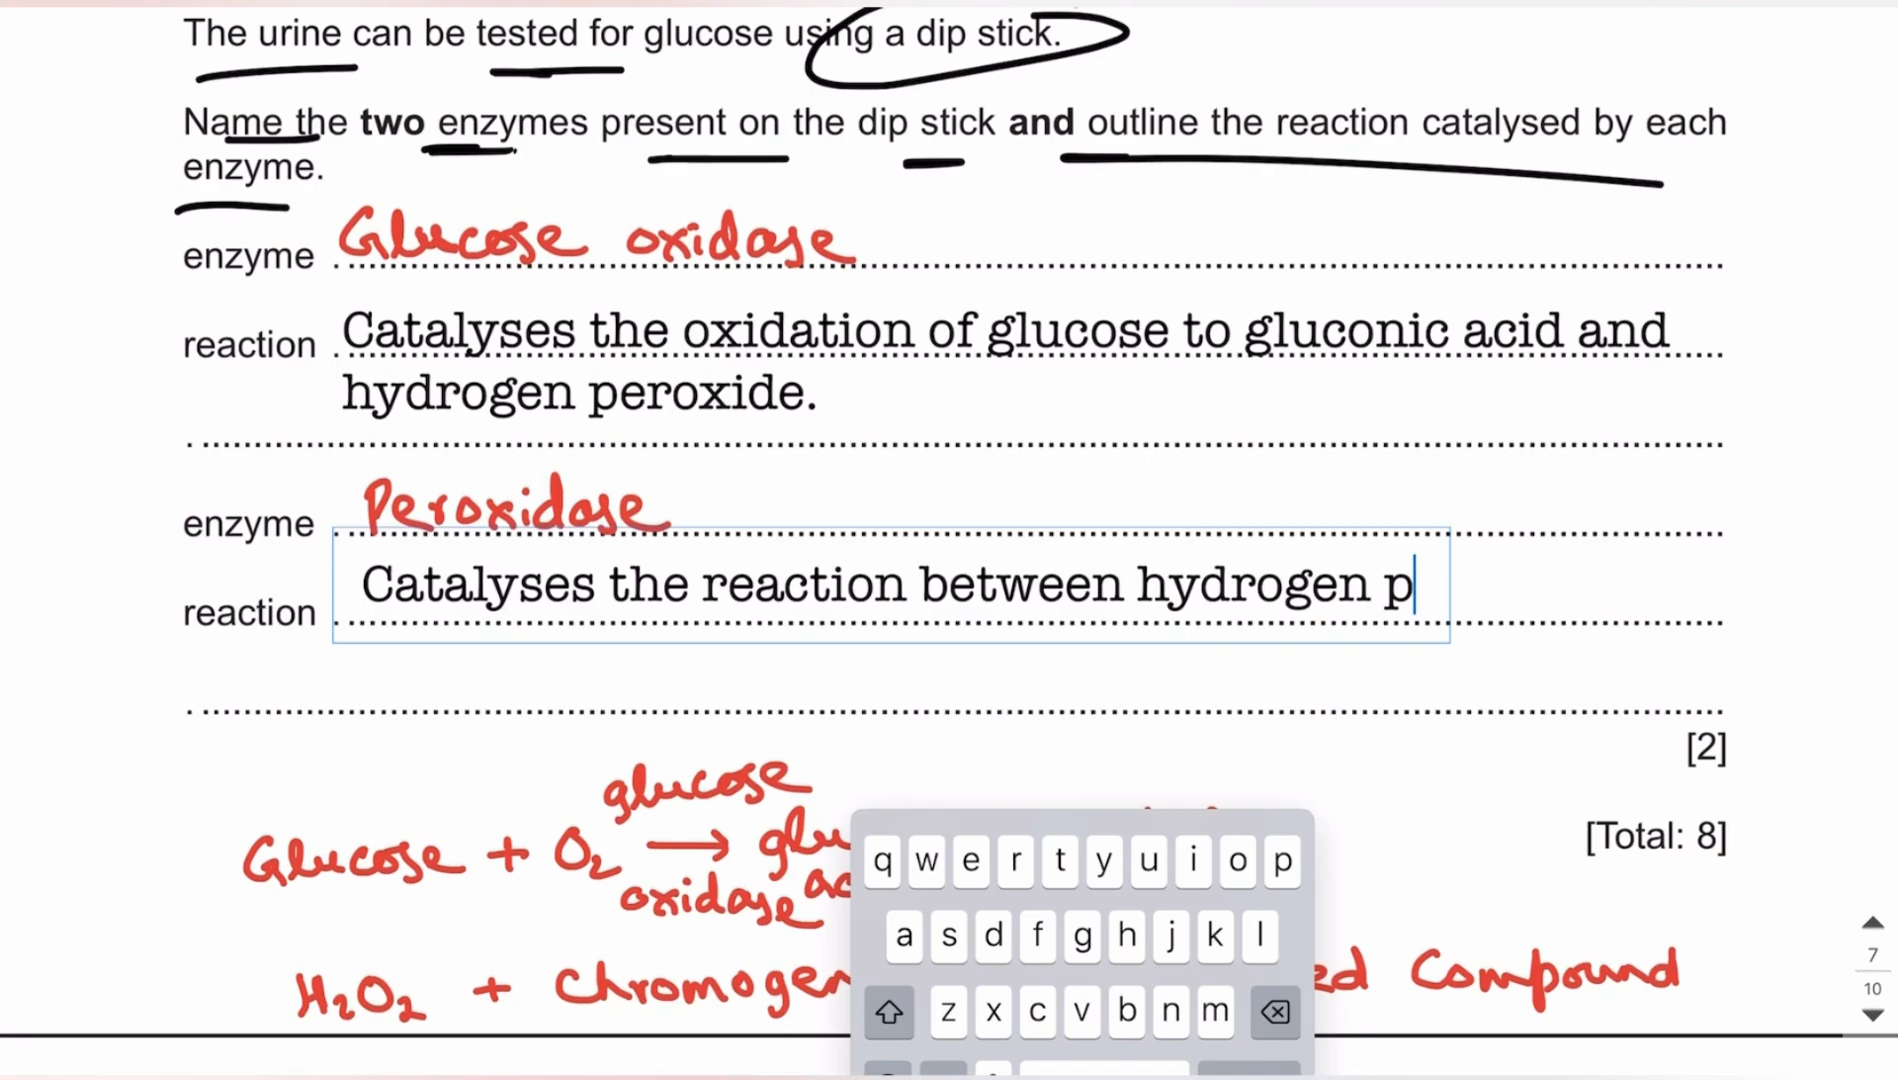 The urine can be tested for glucose using a dip stick.
Name the two enzymes present on the dip stick and outline the reaction catalysed by each
enzyme.
enzyme Glucose oxidase
reaction Catalyses the oxidation of glucose to gluconic acid and
hydrogen peroxide.
enzyme Peroxidase
reaction Catalyses the reaction between hydrogen p
[2]
glucose
Glucose + O2 → glu
[Total: 8]
oxidase ac
H2O2 + Chromogen ed Compound
q w e r t y u i o p
a s d f g h j k l
z x c v b n m
7
10